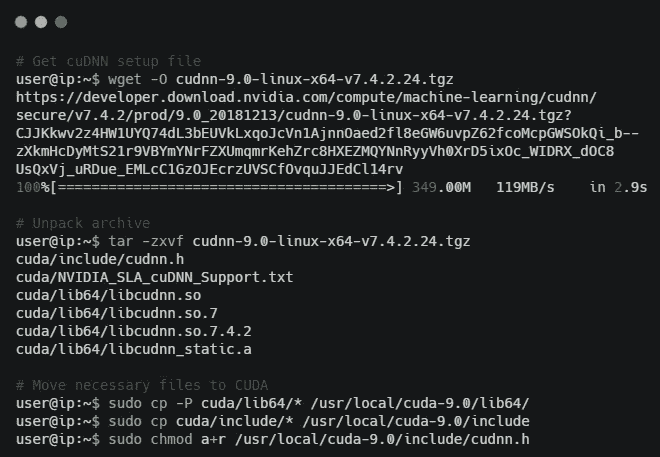 # Get cuDNN setup file
user@ip:~$ wget -O cudnn-9.0-linux-x64-v7.4.2.24.tgz
https://developer.download.nvidia.com/compute/machine-learning/cudnn/
secure/v7.4.2/prod/9.0_20181213/cudnn-9.0-linux-x64-v7.4.2.24.tgz?
CJJKkwv2z4HW1UYQ74dL3bEUVkLxqoJcVn1AjnnOaed2fl8eGW6uvpZ62fcoMcpGWSOkQi_b--
zXkmHcDyMtS21r9VBYmYNrFZXUmqmrKehZrc8HXEZMQYNnRyyVh0XrD5ixOc_WIDRX_dOC8
UsQxVj_uRDue_EMLcC1GzOJEcrzUVSCfOvquJJEdCl14rv
100%[=======================================>] 349.00M   119MB/s    in 2.9s
# Unpack archive
user@ip:~$ tar -zxvf cudnn-9.0-linux-x64-v7.4.2.24.tgz
cuda/include/cudnn.h
cuda/NVIDIA_SLA_cuDNN_Support.txt
cuda/lib64/libcudnn.so
cuda/lib64/libcudnn.so.7
cuda/lib64/libcudnn.so.7.4.2
cuda/lib64/libcudnn_static.a
# Move necessary files to CUDA
user@ip:~$ sudo cp -P cuda/lib64/* /usr/local/cuda-9.0/lib64/
user@ip:~$ sudo cp cuda/include/* /usr/local/cuda-9.0/include
user@ip:~$ sudo chmod a+r /usr/local/cuda-9.0/include/cudnn.h